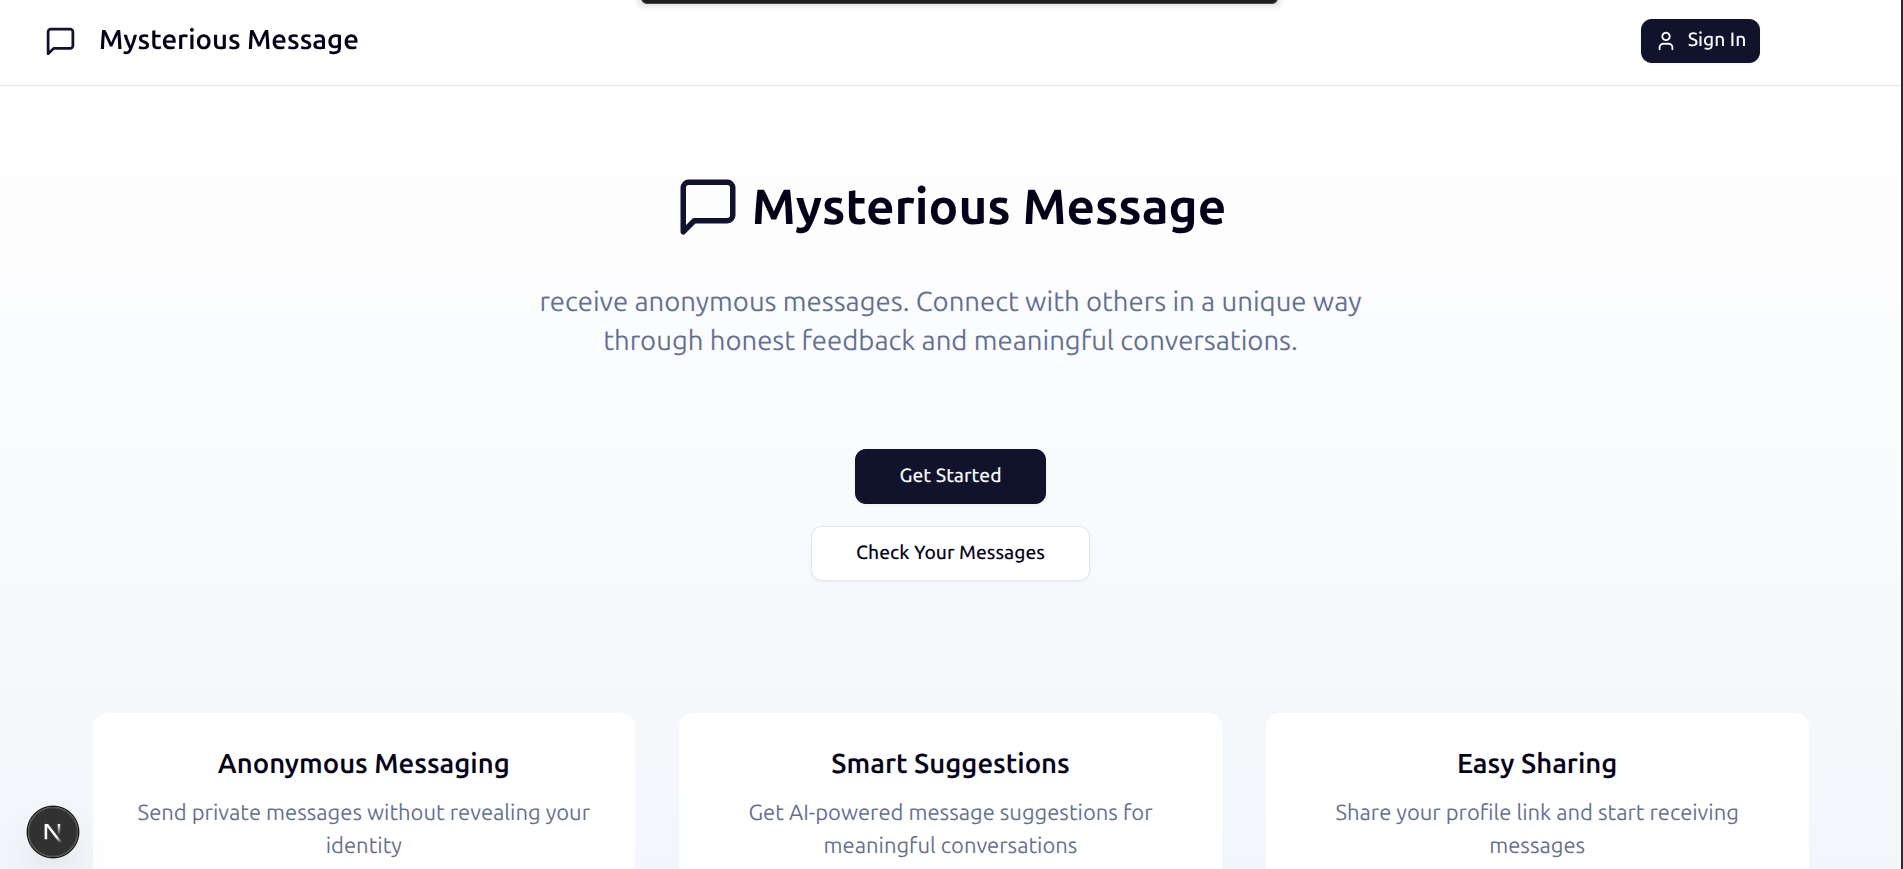 Mysterious Message
Sign In
Mysterious Message
receive anonymous messages. Connect with others in a unique way
through honest feedback and meaningful conversations.
Get Started
Check Your Messages
Anonymous Messaging
Send private messages without revealing your
identity
Smart Suggestions
Get AI-powered message suggestions for
meaningful conversations
Easy Sharing
Share your profile link and start receiving
messages
N